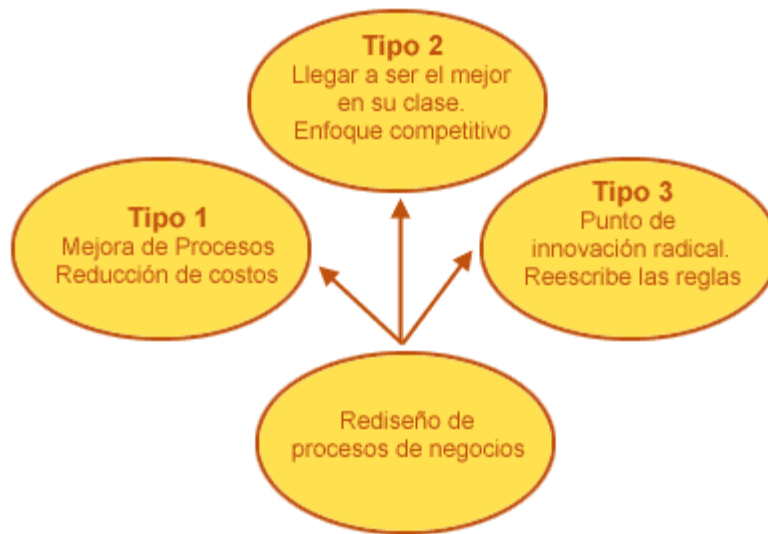 Tipo 2
Llegar a ser el mejor
en su clase.
Enfoque competitivo
Tipo 1
Mejora de Procesos
Reducción de costos
Tipo 3
Punto de
innovación radical.
Reescribe las reglas
Rediseño de
procesos de negocios